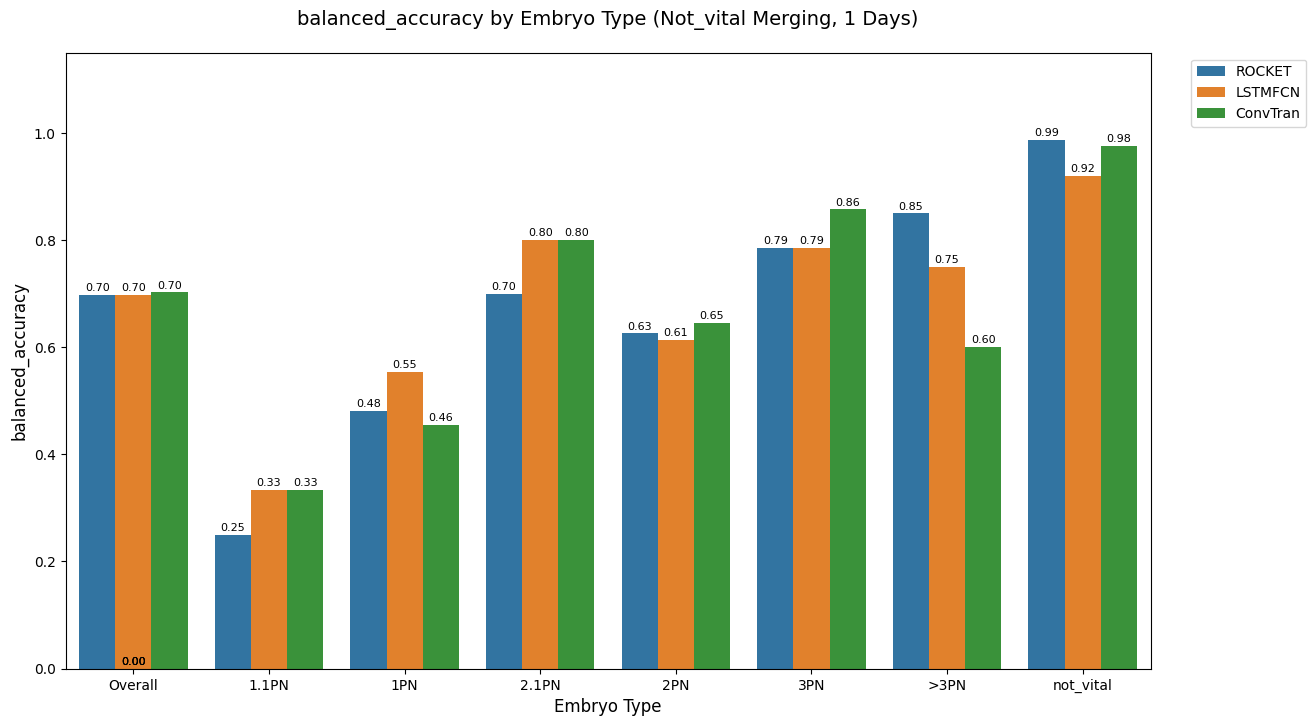 balanced_accuracy by Embryo Type (Not_vital Merging, 1 Days)
ROCKET
LSTMFCN
ConvTran
balanced_accuracy
1.0
0.8
0.6
0.4
0.2
0.0
0.70 0.70 0.70
0.00
0.25 0.33 0.33
0.48 0.55 0.46
0.70 0.80 0.80
0.63 0.61 0.65
0.79 0.79 0.86
0.85 0.75 0.60
0.99 0.92 0.98
Overall 1.1PN 1PN 2.1PN 2PN 3PN >3PN not_vital
Embryo Type